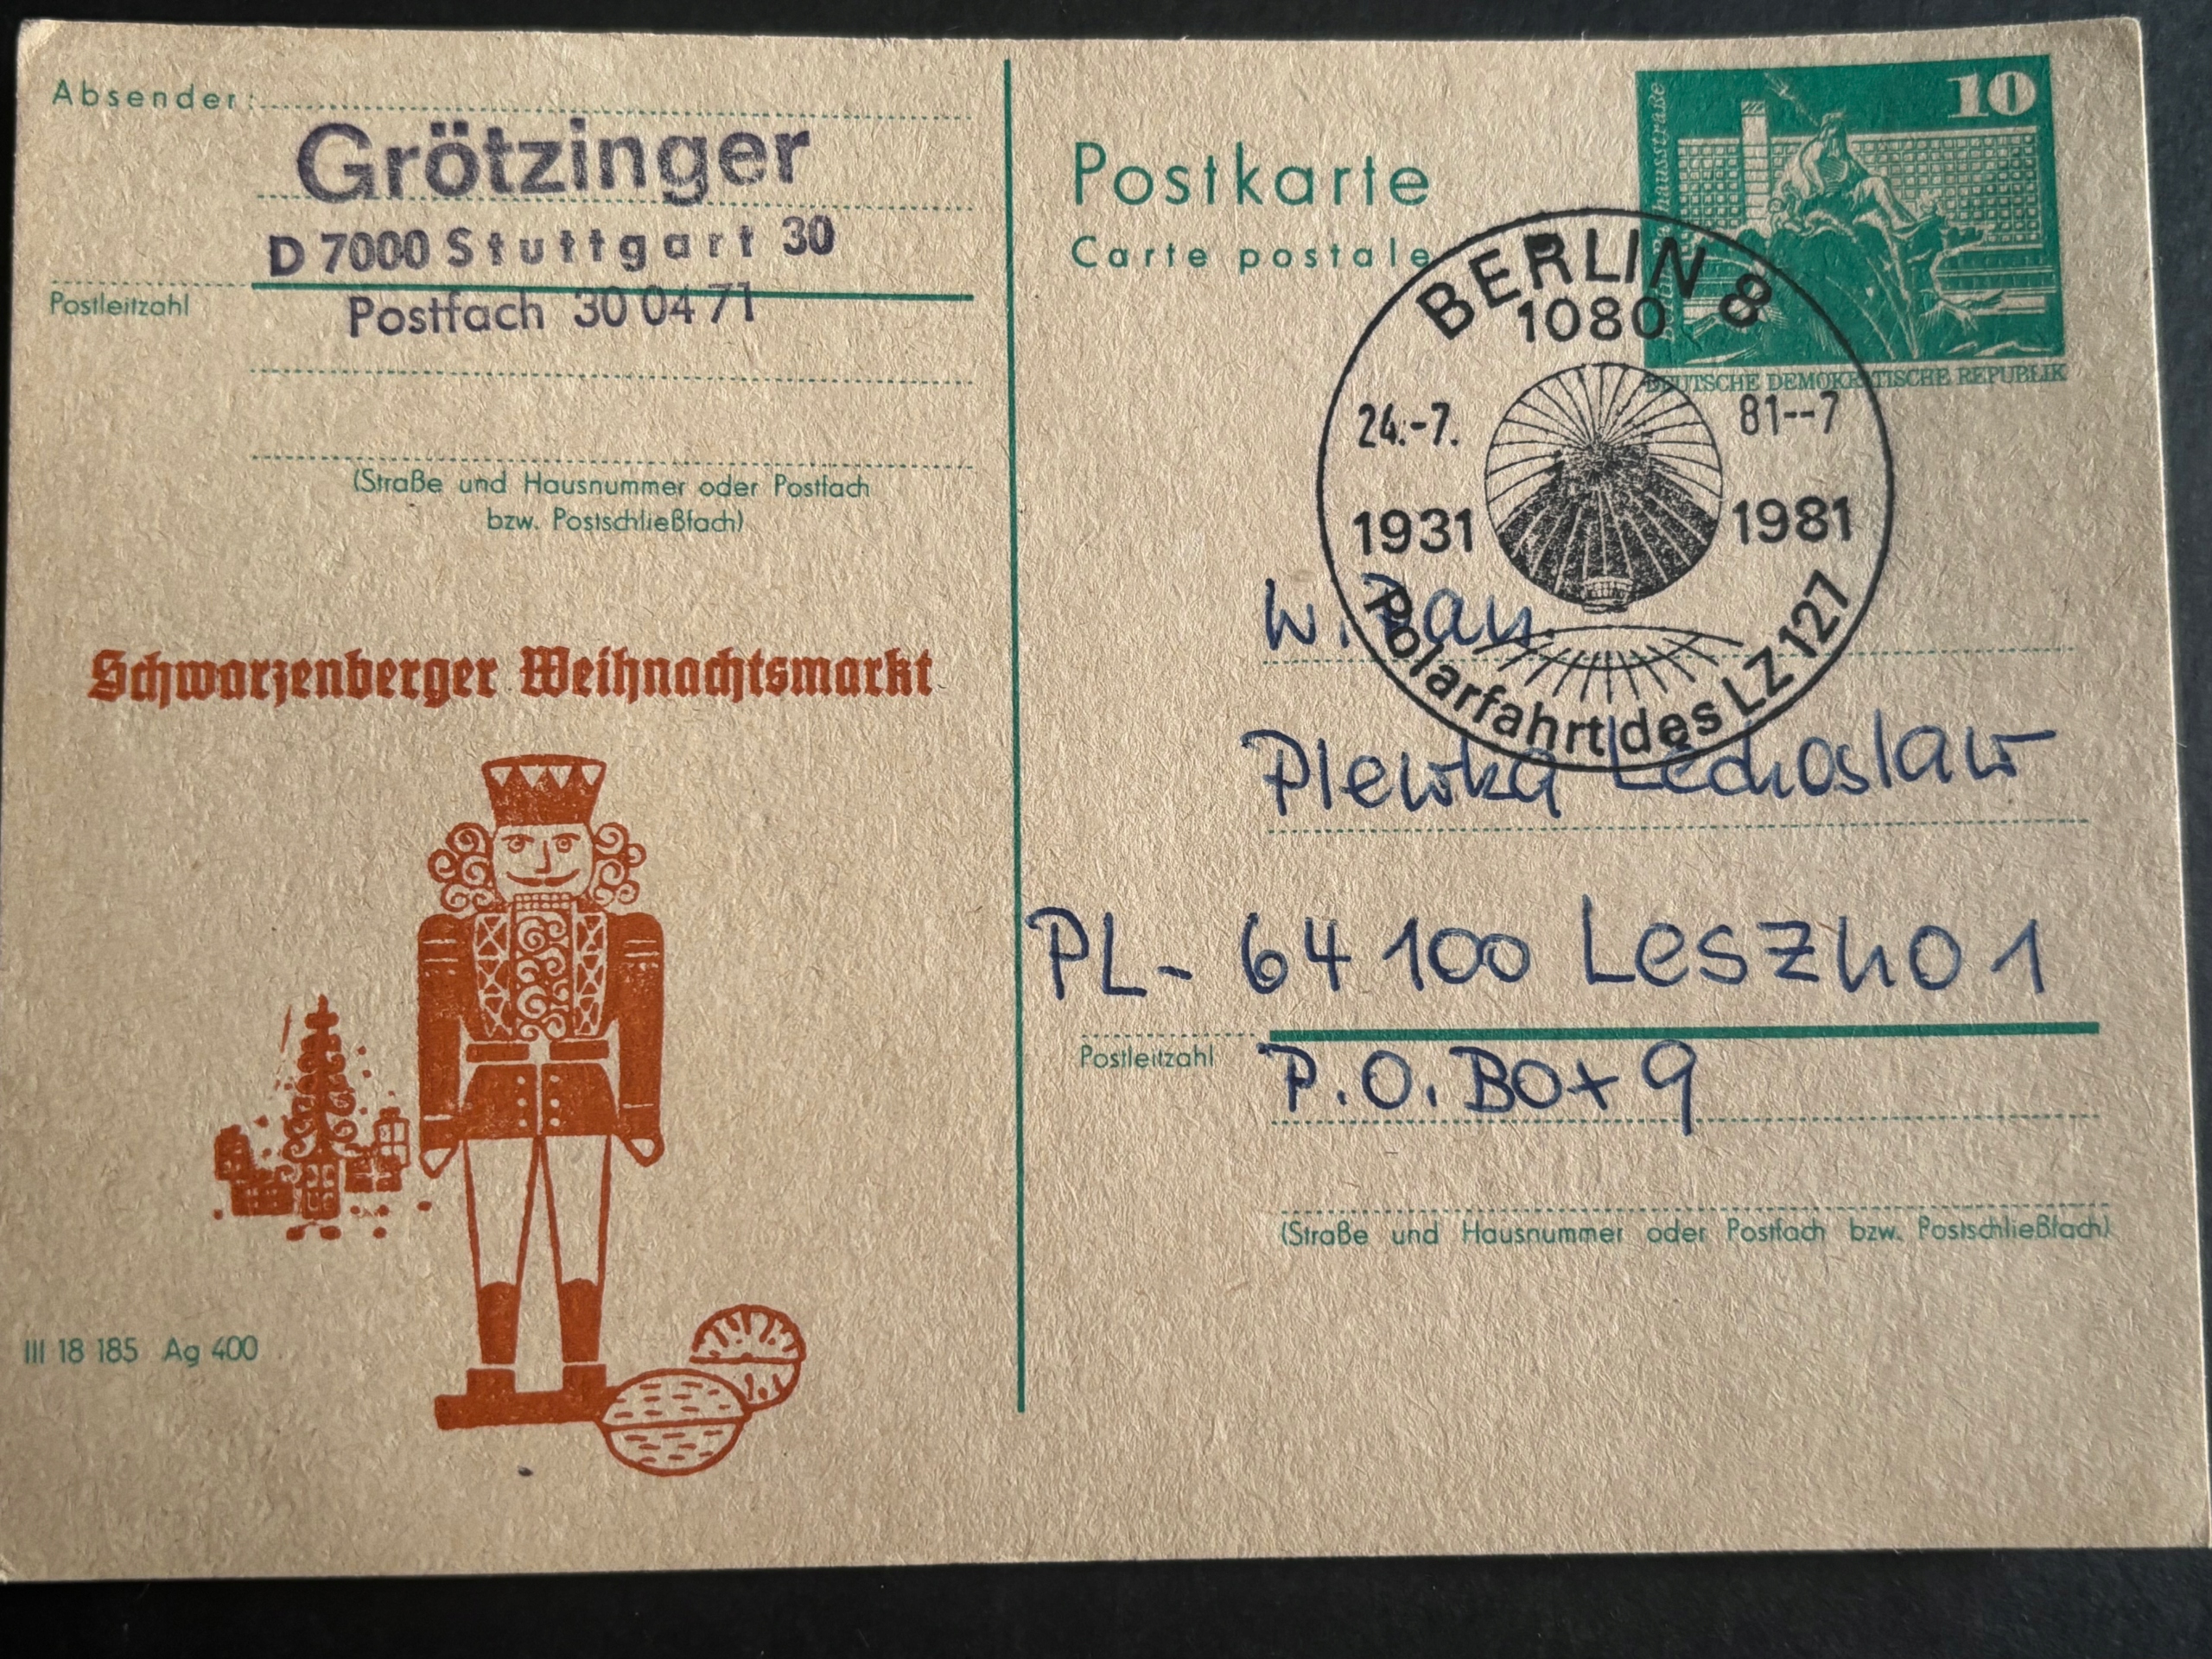 Absender:
Grötzinger
D 7000 Stuttgart 30
Postleitzahl
Postfach 30 04 71
(Straße und Hausnummer oder Postfach
bzw. Postschließfach)
Schwarzenberger Weihnachtsmarkt
III 18 185 Ag 400
Postkarte
Carte postale
10
DEUTSCHE DEMOKRATISCHE REPUBLIK
BERLIN 8
1080
24.-7.
81--7
1931
1981
Polarfahrt des LZ 127
W. Pan.
Plewka Lechoslaw
PL- 64 100 Leszno 1
Postleitzahl
P.O. Box 9
(Straße und Hausnummer oder Postfach bzw. Postschließfach)